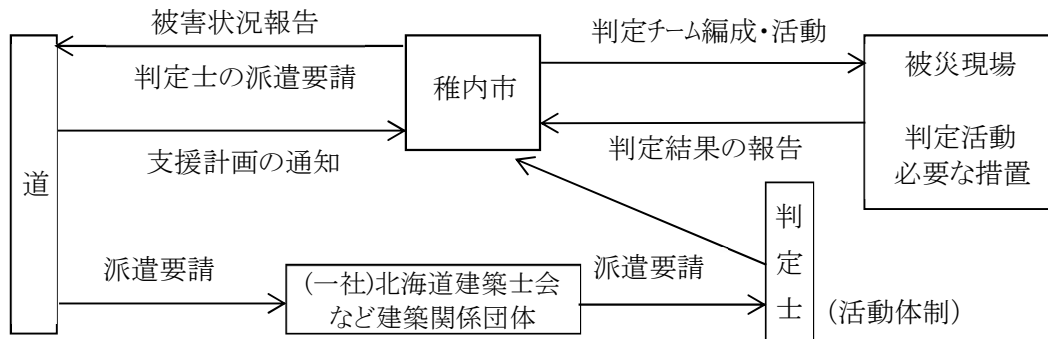 被害状況報告
判定士の派遣要請
支援計画の通知
道
稚内市
判定チーム編成・活動
判定結果の報告
被災現場
判定活動
必要な措置
派遣要請
(一社)北海道建築士会
など建築関係団体
派遣要請
判定士
(活動体制)